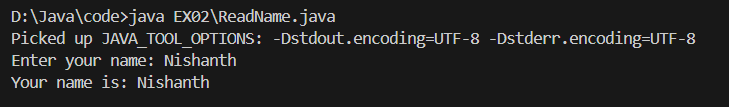 D:\Java\code>java EX02\ReadName.java
Picked up JAVA_TOOL_OPTIONS: -Dstdout.encoding=UTF-8 -Dstderr.encoding=UTF-8
Enter your name: Nishanth
Your name is: Nishanth